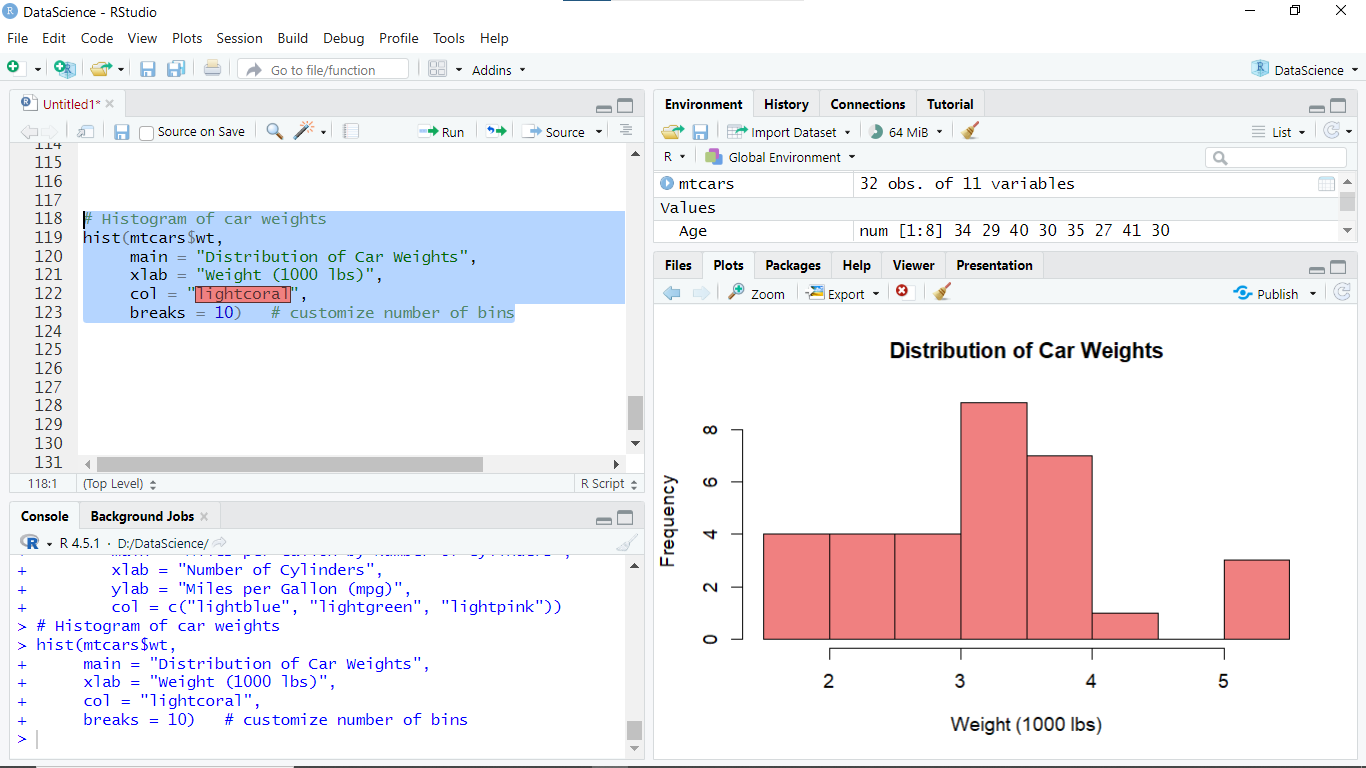 DataScience - RStudio
File Edit Code View Plots Session Build Debug Profile Tools Help
Go to file/function Addins DataScience
Untitled1*
Source on Save Run Source
114
115
116
117
118 # Histogram of car weights
119 hist(mtcars$wt,
120 main = "Distribution of Car Weights",
121 xlab = "Weight (1000 lbs)",
122 col = "lightcoral",
123 breaks = 10) # customize number of bins
124
125
126
127
128
129
130
131
118:1 (Top Level) R Script
Console Background Jobs
R 4.5.1 · D:/DataScience/
+ xlab = "Number of Cylinders",
+ ylab = "Miles per Gallon (mpg)",
+ col = c("lightblue", "lightgreen", "lightpink"))
> # Histogram of car weights
> hist(mtcars$wt,
+ main = "Distribution of Car Weights",
+ xlab = "Weight (1000 lbs)",
+ col = "lightcoral",
+ breaks = 10) # customize number of bins
>
Environment History Connections Tutorial
Import Dataset 64 MiB List
R Global Environment
mtcars 32 obs. of 11 variables
Values
Age num [1:8] 34 29 40 30 35 27 41 30
Files Plots Packages Help Viewer Presentation
Zoom Export Publish
Distribution of Car Weights
Frequency
8
6
4
2
0
2 3 4 5
Weight (1000 lbs)